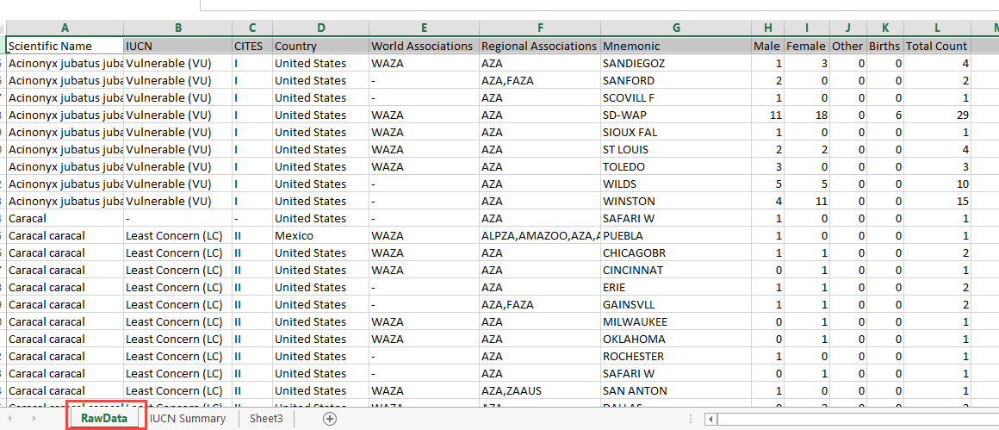 A B C D E F G H I J K L
Scientific Name IUCN CITES Country World Associations Regional Associations Mnemonic Male Female Other Births Total Count
Acinonyx jubatus juba Vulnerable (VU) I United States WAZA AZA SANDIEGOZ 1 3 0 0 4
Acinonyx jubatus juba Vulnerable (VU) I United States - AZA,FAZA SANFORD 2 0 0 0 2
Acinonyx jubatus juba Vulnerable (VU) I United States - AZA SCOVILL F 1 0 0 0 1
Acinonyx jubatus juba Vulnerable (VU) I United States WAZA AZA SD-WAP 11 18 0 6 29
Acinonyx jubatus juba Vulnerable (VU) I United States WAZA AZA SIOUX FAL 1 0 0 0 1
Acinonyx jubatus juba Vulnerable (VU) I United States WAZA AZA ST LOUIS 2 2 0 0 4
Acinonyx jubatus juba Vulnerable (VU) I United States WAZA AZA TOLEDO 3 0 0 0 3
Acinonyx jubatus juba Vulnerable (VU) I United States - AZA WILDS 5 5 0 0 10
Acinonyx jubatus juba Vulnerable (VU) I United States - AZA WINSTON 4 11 0 0 15
Caracal - - United States - AZA SAFARI W 1 0 0 0 1
Caracal caracal Least Concern (LC) II Mexico WAZA ALPZA,AMAZOO,AZA,A PUEBLA 1 0 0 0 1
Caracal caracal Least Concern (LC) II United States WAZA AZA CHICAGOBR 1 1 0 0 2
Caracal caracal Least Concern (LC) II United States WAZA AZA CINCINNAT 0 1 0 0 1
Caracal caracal Least Concern (LC) II United States - AZA ERIE 1 1 0 0 2
Caracal caracal Least Concern (LC) II United States - AZA,FAZA GAINSVLL 1 1 0 0 2
Caracal caracal Least Concern (LC) II United States WAZA AZA MILWAUKEE 0 1 0 0 1
Caracal caracal Least Concern (LC) II United States WAZA AZA OKLAHOMA 0 1 0 0 1
Caracal caracal Least Concern (LC) II United States - AZA ROCHESTER 1 0 0 0 1
Caracal caracal Least Concern (LC) II United States - AZA SAFARI W 0 1 0 0 1
Caracal caracal Least Concern (LC) II United States WAZA AZA,ZAAUS SAN ANTON 1 0 0 0 1
RawData IUCN Summary Sheet3